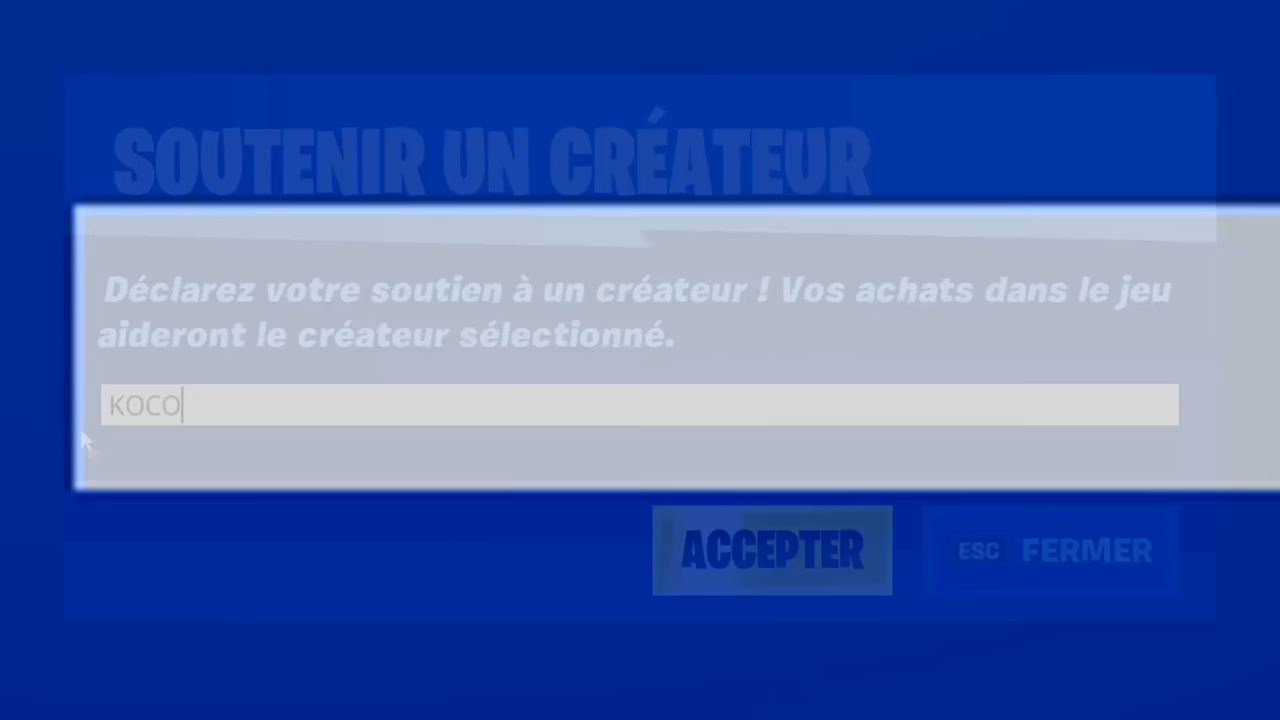 SOUTENIR UN CRÉATEUR
Déclarez votre soutien à un créateur ! Vos achats dans le jeu
aideront le créateur sélectionné.
KOCO
ACCEPTER
ESC FERMER